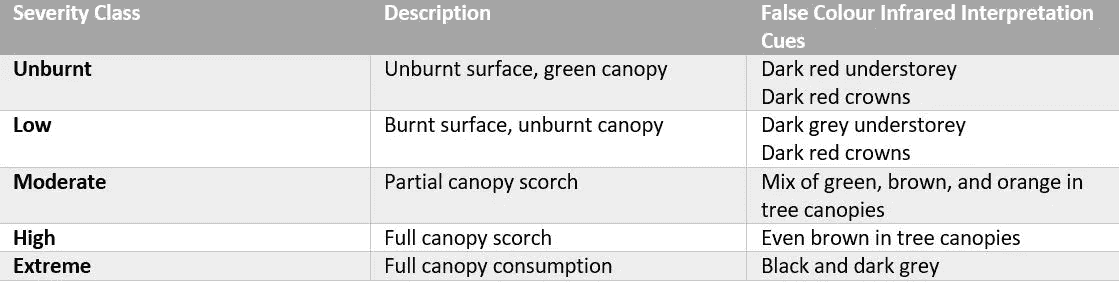 Severity Class Description False Colour Infrared Interpretation
Cues
Unburnt Unburnt surface, green canopy Dark red understorey
Dark red crowns
Low Burnt surface, unburnt canopy Dark grey understorey
Dark red crowns
Moderate Partial canopy scorch Mix of green, brown, and orange in
tree canopies
High Full canopy scorch Even brown in tree canopies
Extreme Full canopy consumption Black and dark grey